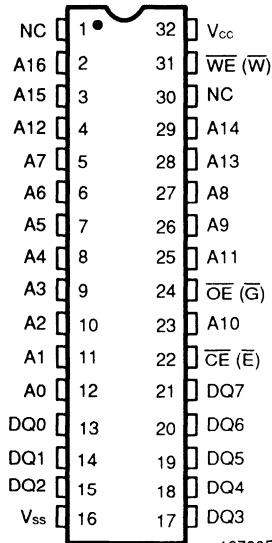 NC 1 32 Vcc
A16 2 31 WE (W)
A15 3 30 NC
A12 4 29 A14
A7 5 28 A13
A6 6 27 A8
A5 7 26 A9
A4 8 25 A11
A3 9 24 OE (G)
A2 10 23 A10
A1 11 22 CE (E)
A0 12 21 DQ7
DQ0 13 20 DQ6
DQ1 14 19 DQ5
DQ2 15 18 DQ4
Vss 16 17 DQ3